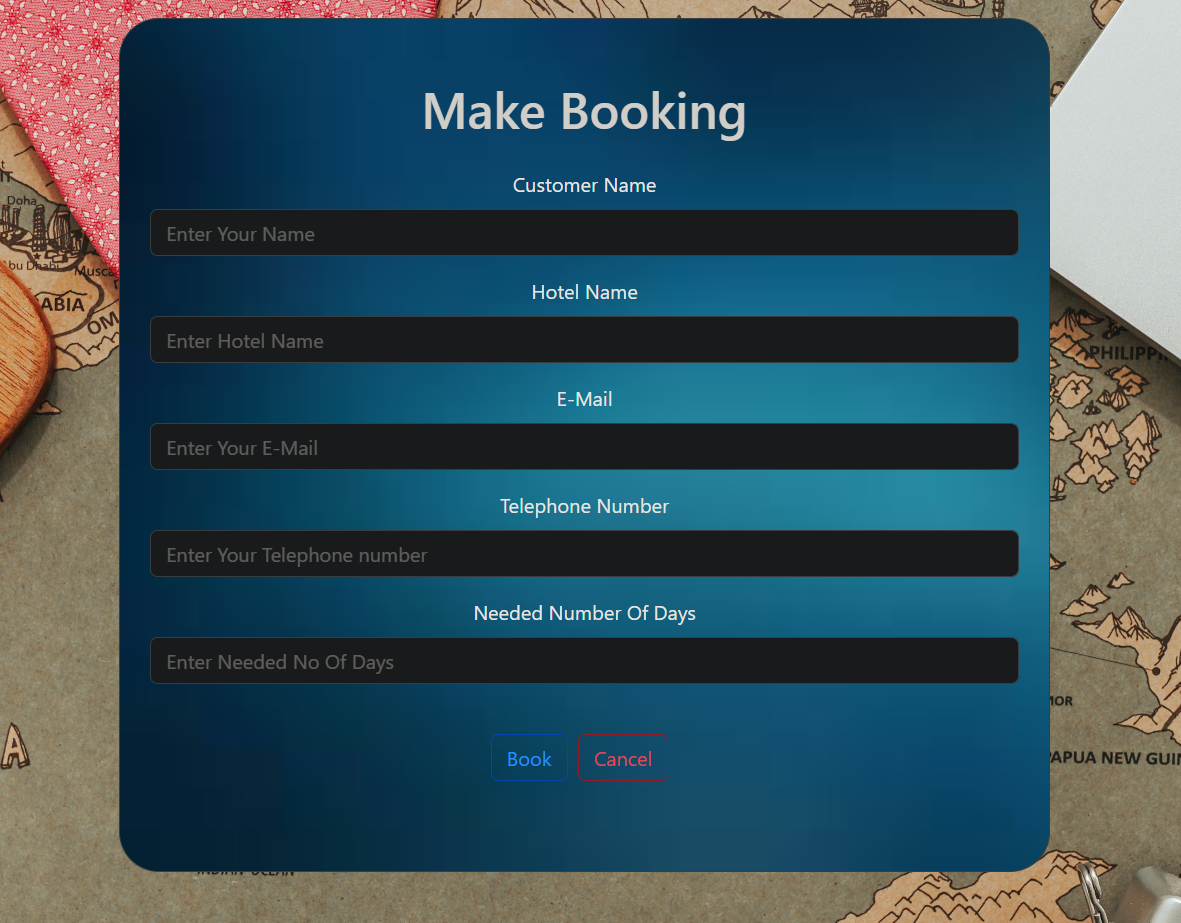 Make Booking
Doha
Customer Name
Enter Your Name
Abu Dhabi
Musca
ABIA
OM
Hotel Name
Enter Hotel Name
PHILIPPI
E-Mail
Enter Your E-Mail
Telephone Number
Enter Your Telephone number
Needed Number Of Days
Enter Needed No Of Days
MOR
A
PAPUA NEW GUI
Book
Cancel
INDIAN OCEAN